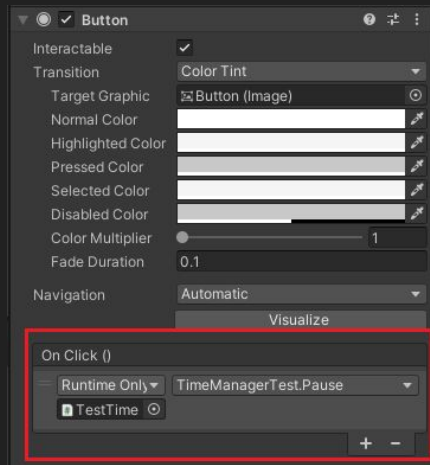 Button
Interactable
Transition Color Tint
Target Graphic Button (Image)
Normal Color
Highlighted Color
Pressed Color
Selected Color
Disabled Color
Color Multiplier 1
Fade Duration 0.1
Navigation Automatic
Visualize
On Click ()
Runtime Only TimeManagerTest.Pause
TestTime